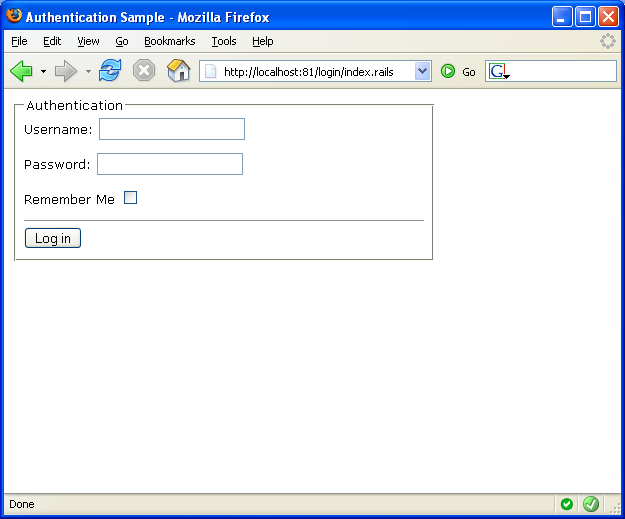 Authentication Sample - Mozilla Firefox
File Edit View Go Bookmarks Tools Help
http://localhost:81/login/index.rails Go G
Authentication
Username:
Password:
Remember Me
Log in
Done